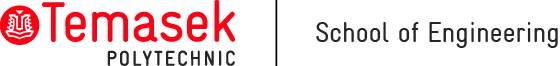 Temasek
POLYTECHNIC
School of Engineering